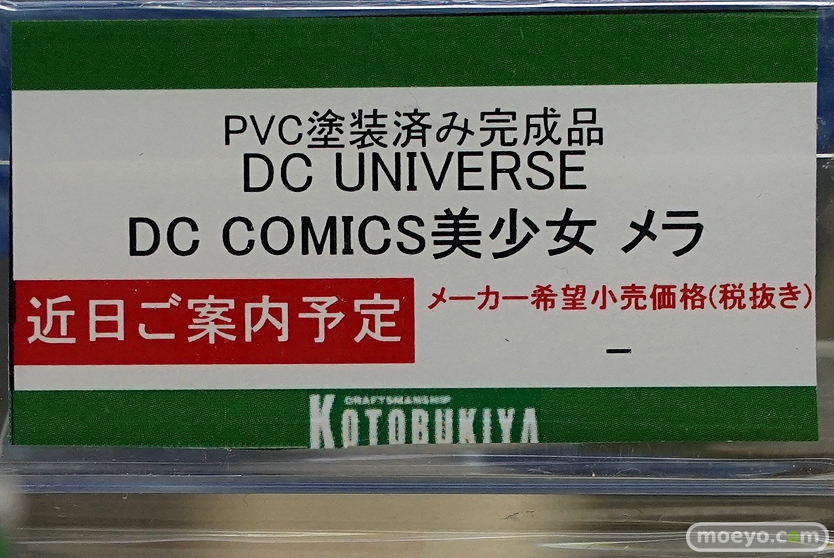 PVC塗装済み完成品
DC UNIVERSE
DC COMICS美少女 メラ
近日ご案内予定
メーカー希望小売価格(税抜き)
–
CRAFTSMANSHIP
KOTOBUKIYA
moeyo.com